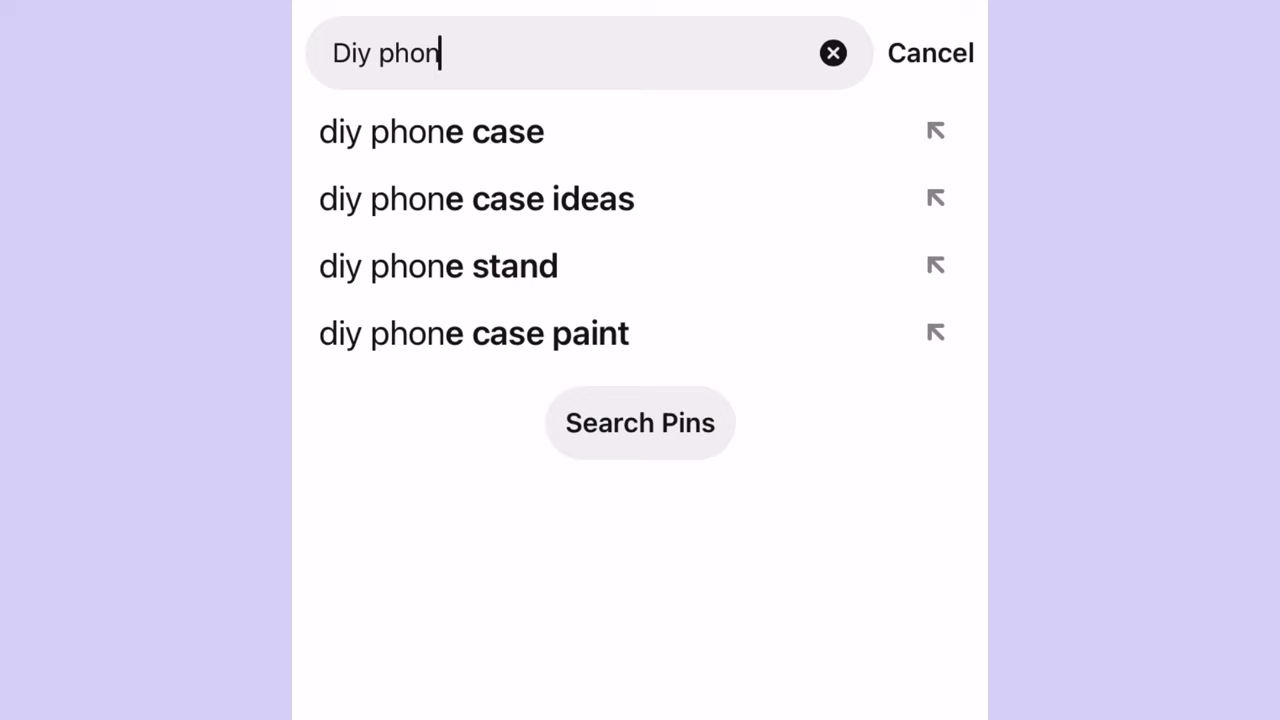 Diy phon
Cancel
diy phone case
diy phone case ideas
diy phone stand
diy phone case paint
Search Pins